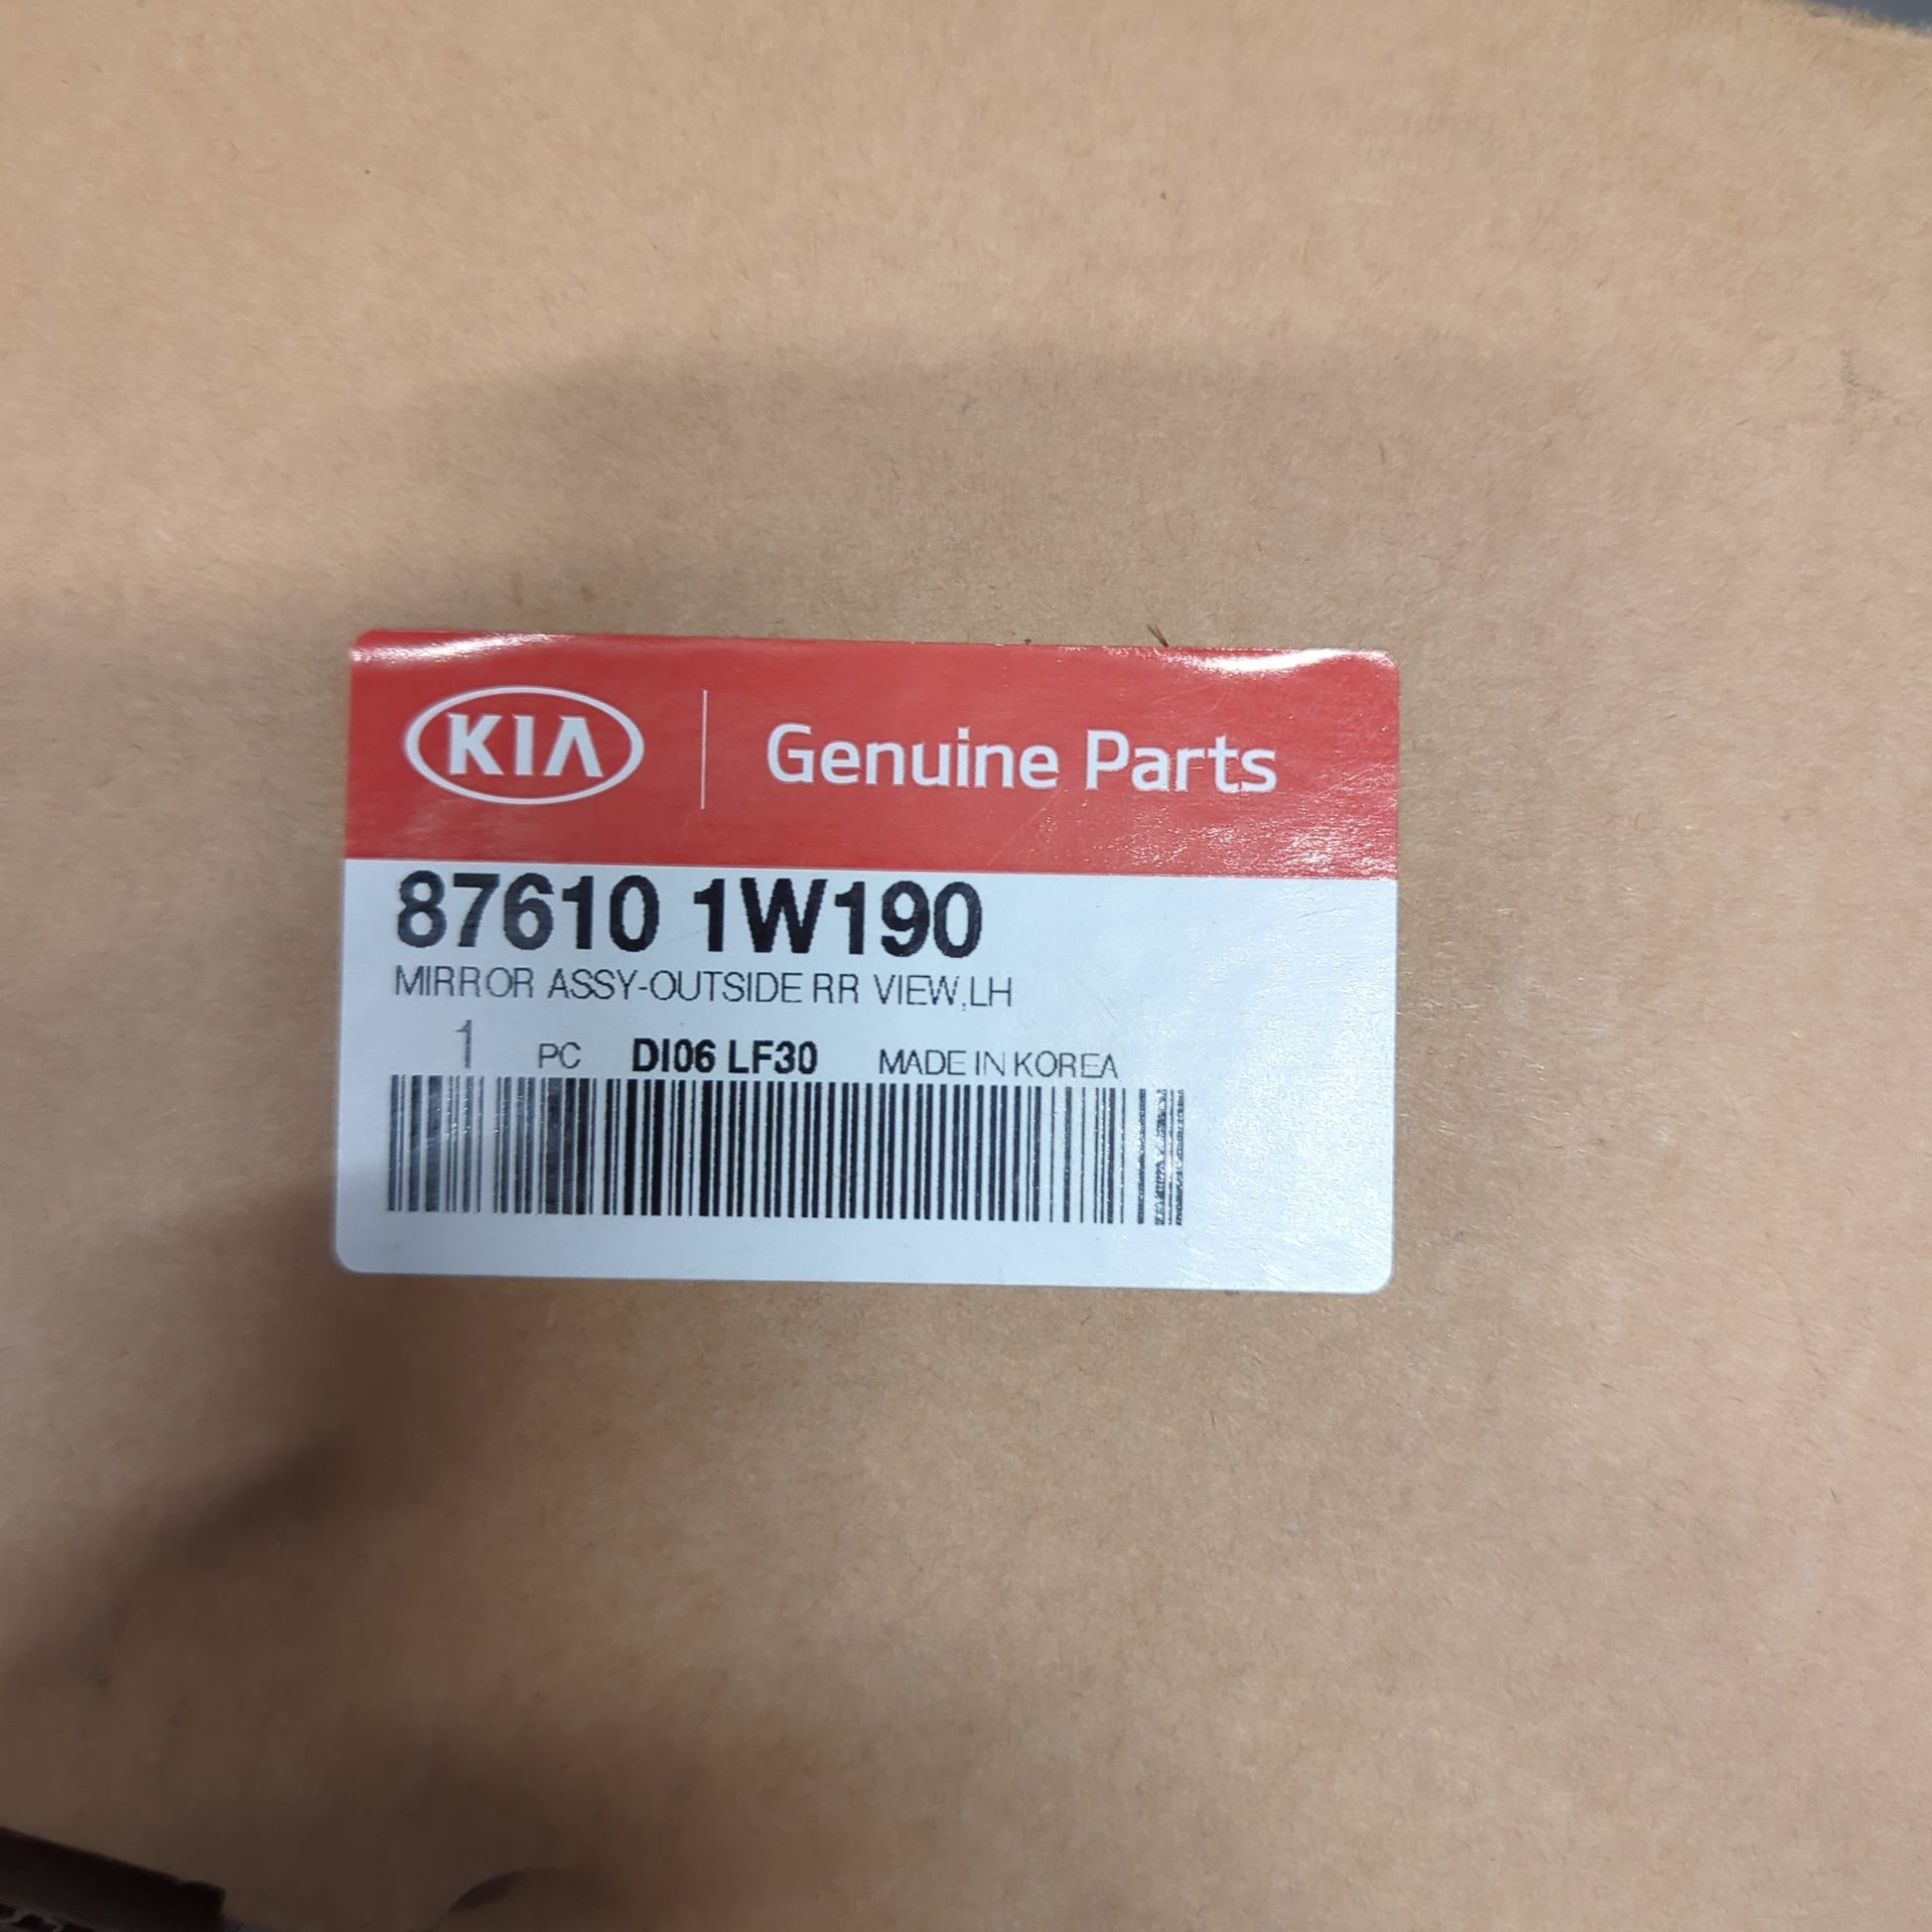 KIA Genuine Parts
87610 1W190
MIRROR ASSY-OUTSIDE RR VIEW,LH
1 PC DI06 LF30 MADE IN KOREA